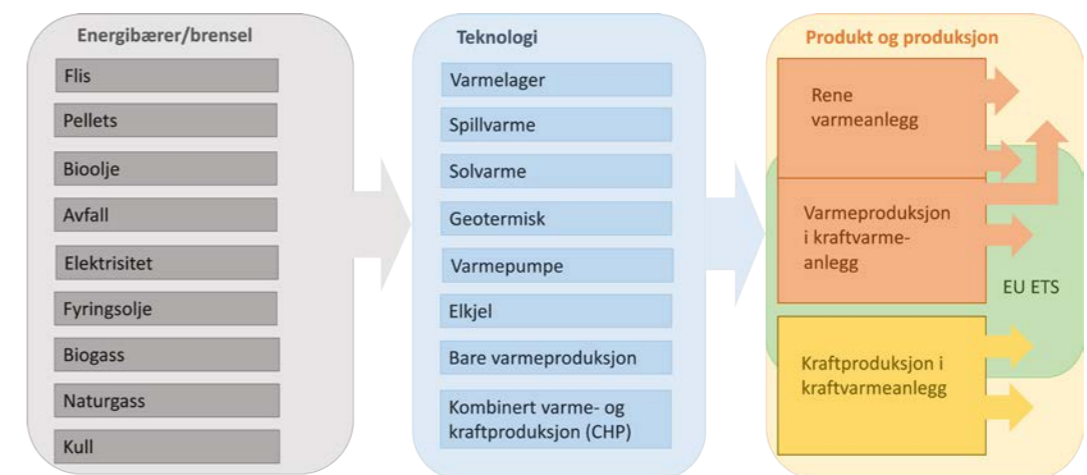 Energibærer/brensel
Flis
Pellets
Bioolje
Avfall
Elektrisitet
Fyringsolje
Biogass
Naturgass
Kull
Teknologi
Varmelager
Spillvarme
Solvarme
Geotermisk
Varmepumpe
Elkjel
Bare varmeproduksjon
Kombinert varme- og
kraftproduksjon (CHP)
Produkt og produksjon
Rene
varmeanlegg
Varmeproduksjon
i kraftvarme-
anlegg
EU ETS
Kraftproduksjon i
kraftvarmeanlegg